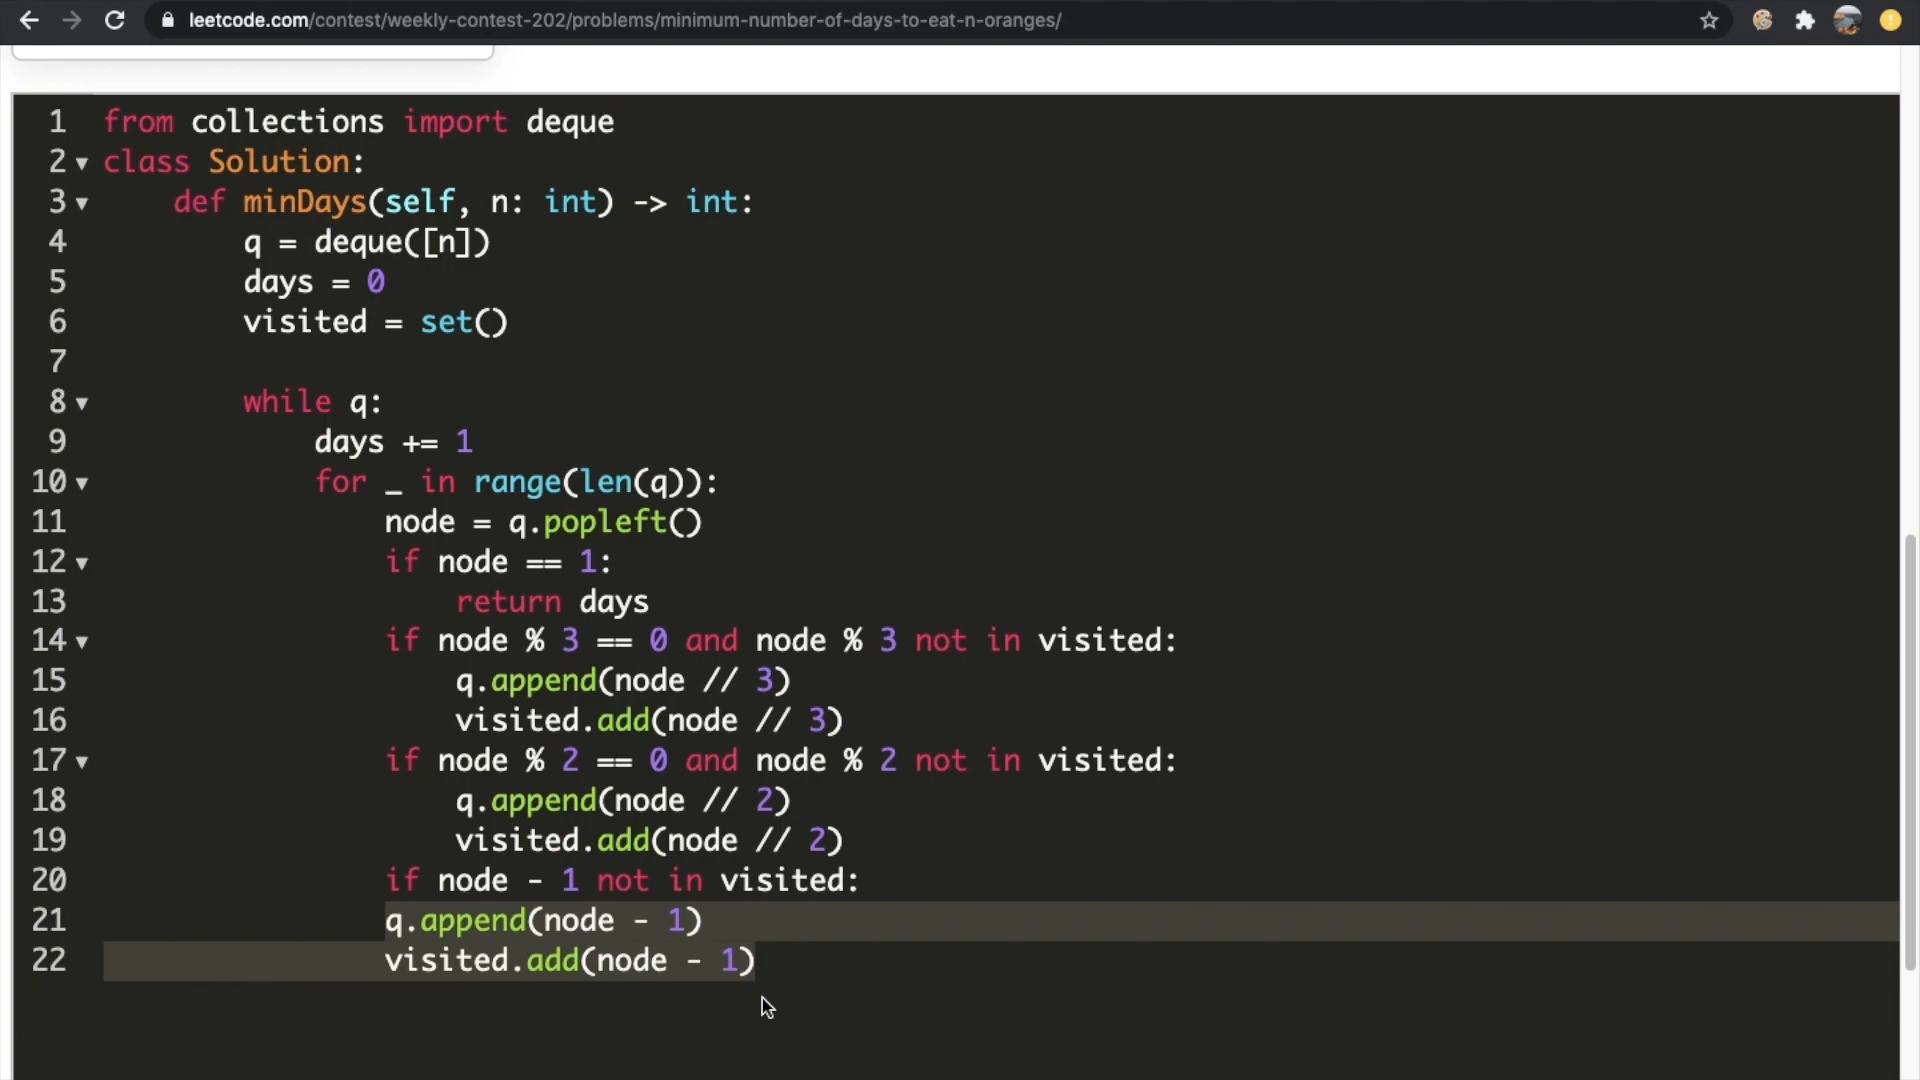 leetcode.com/contest/weekly-contest-202/problems/minimum-number-of-days-to-eat-n-oranges/
1 from collections import deque
2 class Solution:
3     def minDays(self, n: int) -> int:
4         q = deque([n])
5         days = 0
6         visited = set()
7
8         while q:
9             days += 1
10             for _ in range(len(q)):
11                 node = q.popleft()
12                 if node == 1:
13                     return days
14                 if node % 3 == 0 and node % 3 not in visited:
15                     q.append(node // 3)
16                     visited.add(node // 3)
17                 if node % 2 == 0 and node % 2 not in visited:
18                     q.append(node // 2)
19                     visited.add(node // 2)
20                 if node - 1 not in visited:
21                 q.append(node - 1)
22                 visited.add(node - 1)